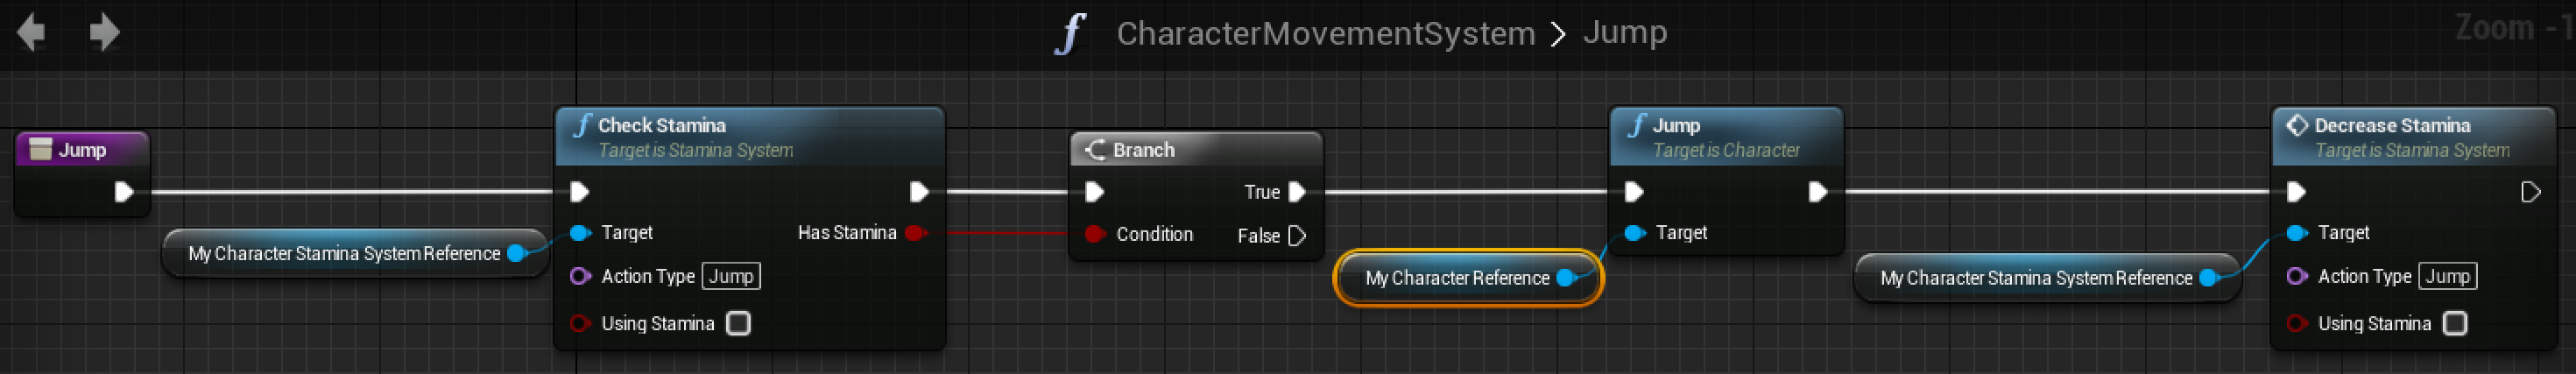 CharacterMovementSystem > Jump
Zoom -1
Jump
My Character Stamina System Reference
Check Stamina
Target is Stamina System
Target
Has Stamina
Action Type Jump
Using Stamina
Branch
True
Condition
False
My Character Reference
Jump
Target is Character
Target
My Character Stamina System Reference
Decrease Stamina
Target is Stamina System
Target
Action Type Jump
Using Stamina